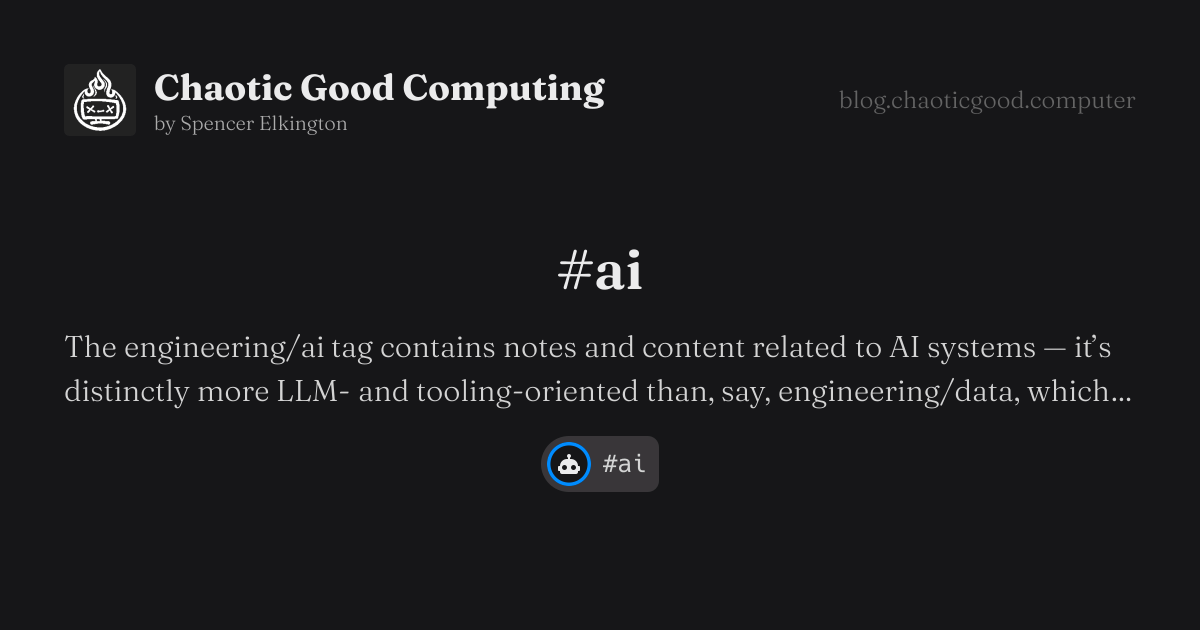 Chaotic Good Computing
by Spencer Elkington
blog.chaoticgood.computer
#ai
The engineering/ai tag contains notes and content related to AI systems — it’s
distinctly more LLM- and tooling-oriented than, say, engineering/data, which...
#ai